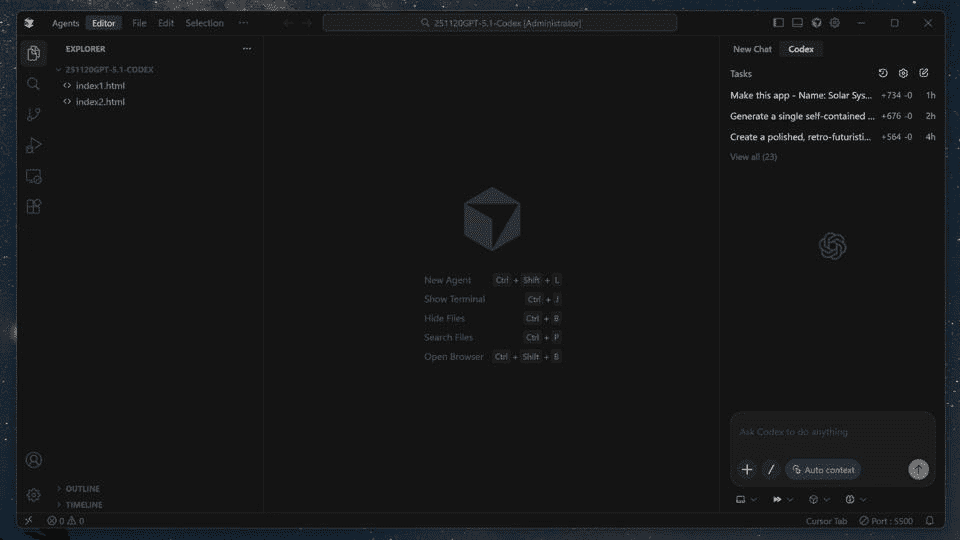 Agents Editor File Edit Selection ···
251120GPT-5.1-Codex [Administrator]
EXPLORER ···
251120GPT-5.1-CODEX
<> index1.html
<> index2.html
OUTLINE
TIMELINE
New Agent Ctrl + Shift + L
Show Terminal Ctrl + J
Hide Files Ctrl + B
Search Files Ctrl + P
Open Browser Ctrl + Shift + B
New Chat Codex
Tasks
Make this app - Name: Solar Sys... +734 -0 1h
Generate a single self-contained ... +676 -0 2h
Create a polished, retro-futuristi... +564 -0 4h
View all (23)
Ask Codex to do anything
+ / Auto context
0 0 Cursor Tab Port : 5500